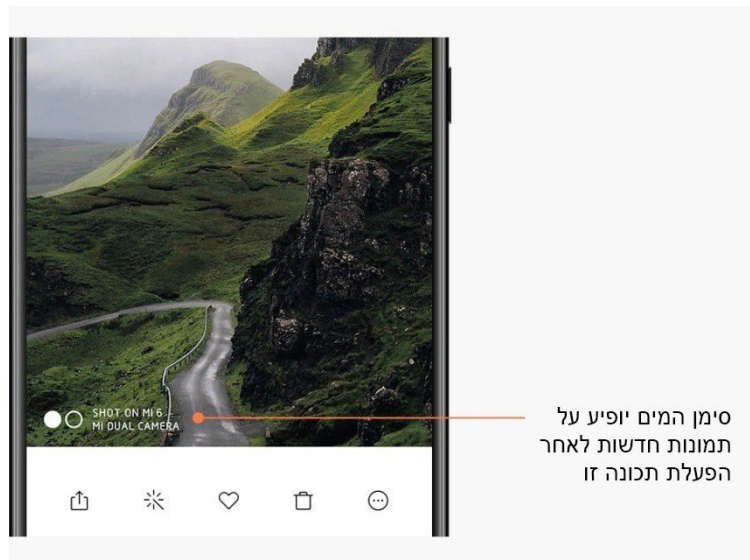 SHOT ON MI 6
MI DUAL CAMERA
סימן המים יופיע על
תמונות חדשות לאחר
הפעלת תכונה זו